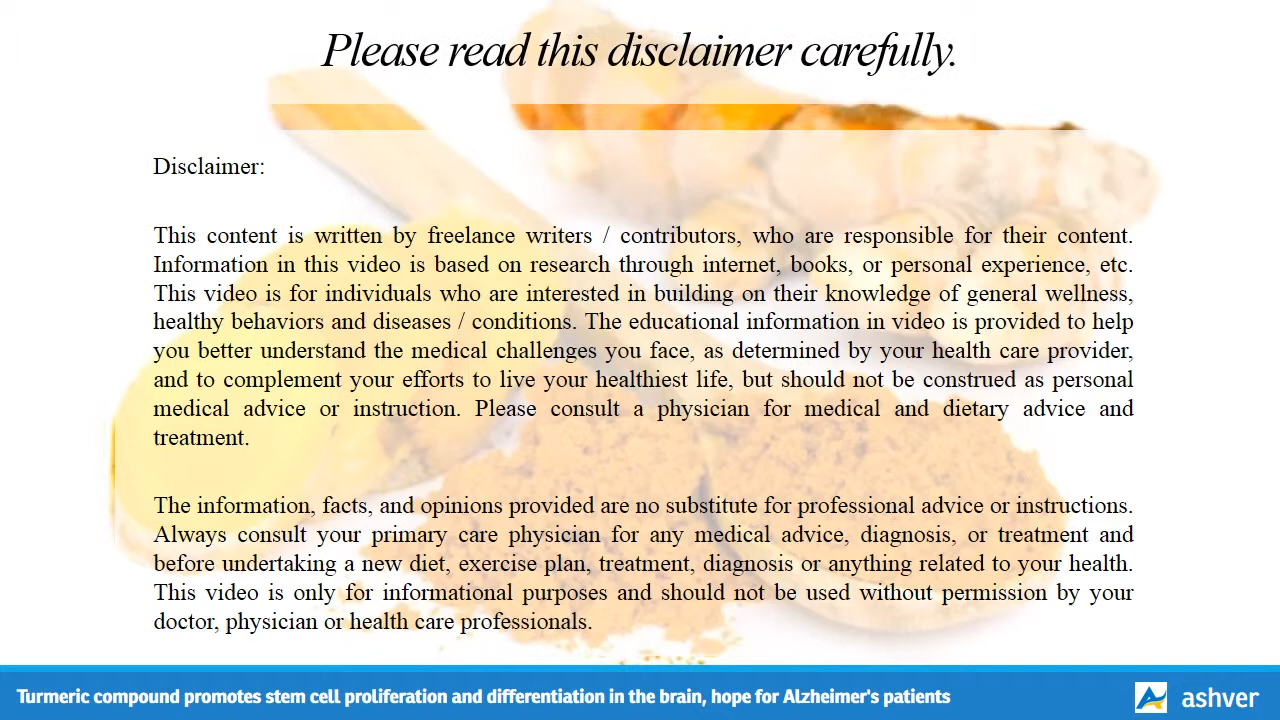 Please read this disclaimer carefully.
Disclaimer:
This content is written by freelance writers / contributors, who are responsible for their content.
Information in this video is based on research through internet, books, or personal experience, etc.
This video is for individuals who are interested in building on their knowledge of general wellness,
healthy behaviors and diseases / conditions. The educational information in video is provided to help
you better understand the medical challenges you face, as determined by your health care provider,
and to complement your efforts to live your healthiest life, but should not be construed as personal
medical advice or instruction. Please consult a physician for medical and dietary advice and
treatment.
The information, facts, and opinions provided are no substitute for professional advice or instructions.
Always consult your primary care physician for any medical advice, diagnosis, or treatment and
before undertaking a new diet, exercise plan, treatment, diagnosis or anything related to your health.
This video is only for informational purposes and should not be used without permission by your
doctor, physician or health care professionals.
Turmeric compound promotes stem cell proliferation and differentiation in the brain, hope for Alzheimer's patients
ashver